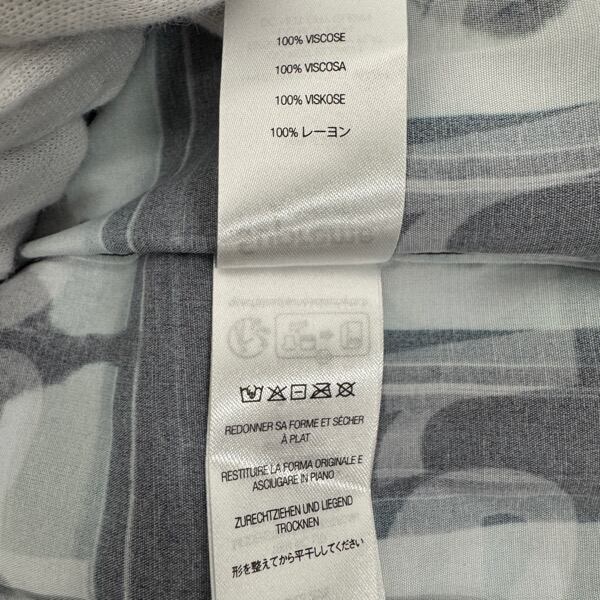 100% VISCOSE
100% VISCOSA
100% VISKOSE
100% レーヨン
REDONNER SA FORME ET SÉCHER
À PLAT
RESTITUIRE LA FORMA ORIGINALE E
ASCIUGARE IN PIANO
ZURECHTZIEHEN UND LIEGEND
TROCKNEN
形を整えてから平干ししてください